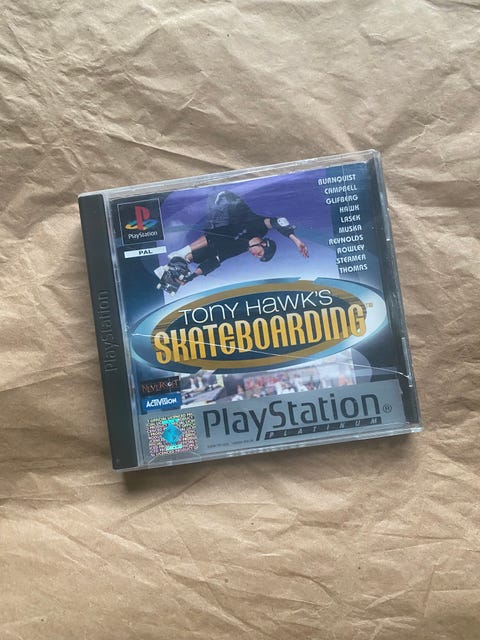 PlayStation
PAL
BURNQUIST
CAMPBELL
GLIFBERG
HAWK
LASEK
MUSKA
REYNOLDS
ROWLEY
STEAMER
THOMAS
TONY HAWK'S
SKATEBOARDING™
NEVERSOFT
ACTIVISION
PlayStation®
PLATINUM
PlayStation